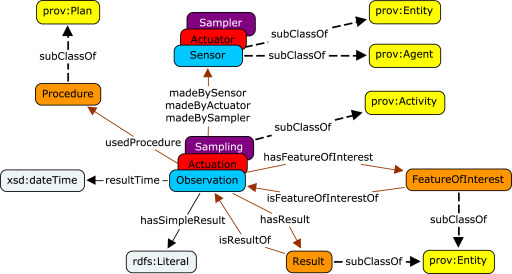 prov:Plan
Sampler
prov:Entity
Actuator
subClassOf
Sensor
subClassOf
prov:Agent
subClassOf
Procedure
madeBySensor
madeByActuator
madeBySampler
prov:Activity
subClassOf
usedProcedure
Sampling
hasFeatureOfInterest
Actuation
xsd:dateTime
resultTime
Observation
FeatureOfInterest
isFeatureOfInterest
hasSimpleResult
hasResult
subClassOf
isResultOf
rdfs:Literal
Result
subClassOf
prov:Entity